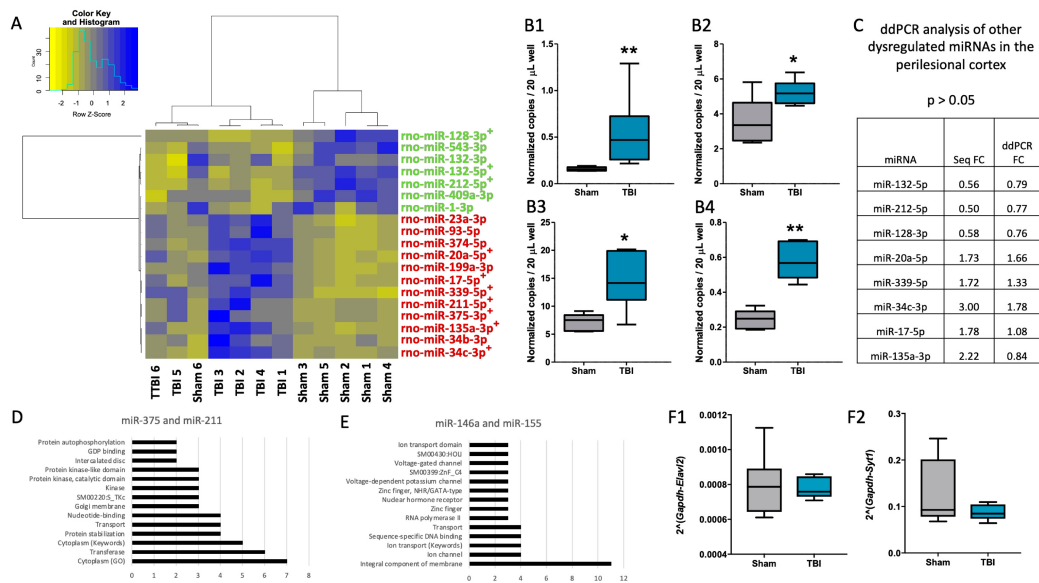 A
Color Key
and Histogram
Count
0 10 30
-2 -1 0 1 2
Row Z-Score
rno-miR-128-3p+
rno-miR-543-3p
rno-miR-132-3p
rno-miR-132-5p+
rno-miR-212-5p+
rno-miR-409a-3p
rno-miR-1-3p
rno-miR-23a-3p
rno-miR-93-5p
rno-miR-374-5p
rno-miR-20a-5p+
rno-miR-199a-3p
rno-miR-17-5p+
rno-miR-339-5p+
rno-miR-211-5p+
rno-miR-375-3p+
rno-miR-135a-3p+
rno-miR-34b-3p
rno-miR-34c-3p+
TTBI 6
TBI 5
Sham 6
TBI 3
TBI 2
TBI 4
TBI 1
Sham 3
Sham 5
Sham 2
Sham 1
Sham 4
B1
Normalized copies / 20 µL well
1.5
1.0
0.5
0.0
**
Sham TBI
B2
Normalized copies / 20 µL well
8
6
4
2
0
*
Sham TBI
B3
Normalized copies / 20 µL well
25
20
15
10
5
0
*
Sham TBI
B4
Normalized copies / 20 µL well
0.8
0.6
0.4
0.2
0.0
**
Sham TBI
C
ddPCR analysis of other
dysregulated miRNAs in the
perilesional cortex
p > 0.05
miRNA Seq FC ddPCR FC
miR-132-5p 0.56 0.79
miR-212-5p 0.50 0.77
miR-128-3p 0.58 0.76
miR-20a-5p 1.73 1.66
miR-339-5p 1.72 1.33
miR-34c-3p 3.00 1.78
miR-17-5p 1.78 1.08
miR-135a-3p 2.22 0.84
D
miR-375 and miR-211
Protein autophosphorylation
GDP binding
Intercalated disc
Protein kinase-like domain
Protein kinase, catalytic domain
Kinase
SM00220:S_TKc
Golgi membrane
Nucleotide-binding
Transport
Protein stabilization
Cytoplasm (Keywords)
Transferase
Cytoplasm (GO)
0 1 2 3 4 5 6 7 8
E
miR-146a and miR-155
Ion transport domain
SM00430:HOLI
Voltage-gated channel
SM00399:ZnF_C4
Voltage-dependent potassium channel
Zinc finger, NHR/GATA-type
Nuclear hormone receptor
Zinc finger
RNA polymerase II
Transport
Sequence-specific DNA binding
Ion transport (Keywords)
Ion channel
Integral component of membrane
0 2 4 6 8 10 12
F1
2^(Gapdh-Elavl2)
0.0012
0.0010
0.0008
0.0006
0.0004
Sham TBI
F2
2^(Gapdh-Syt1)
0.3
0.2
0.1
0.0
Sham TBI